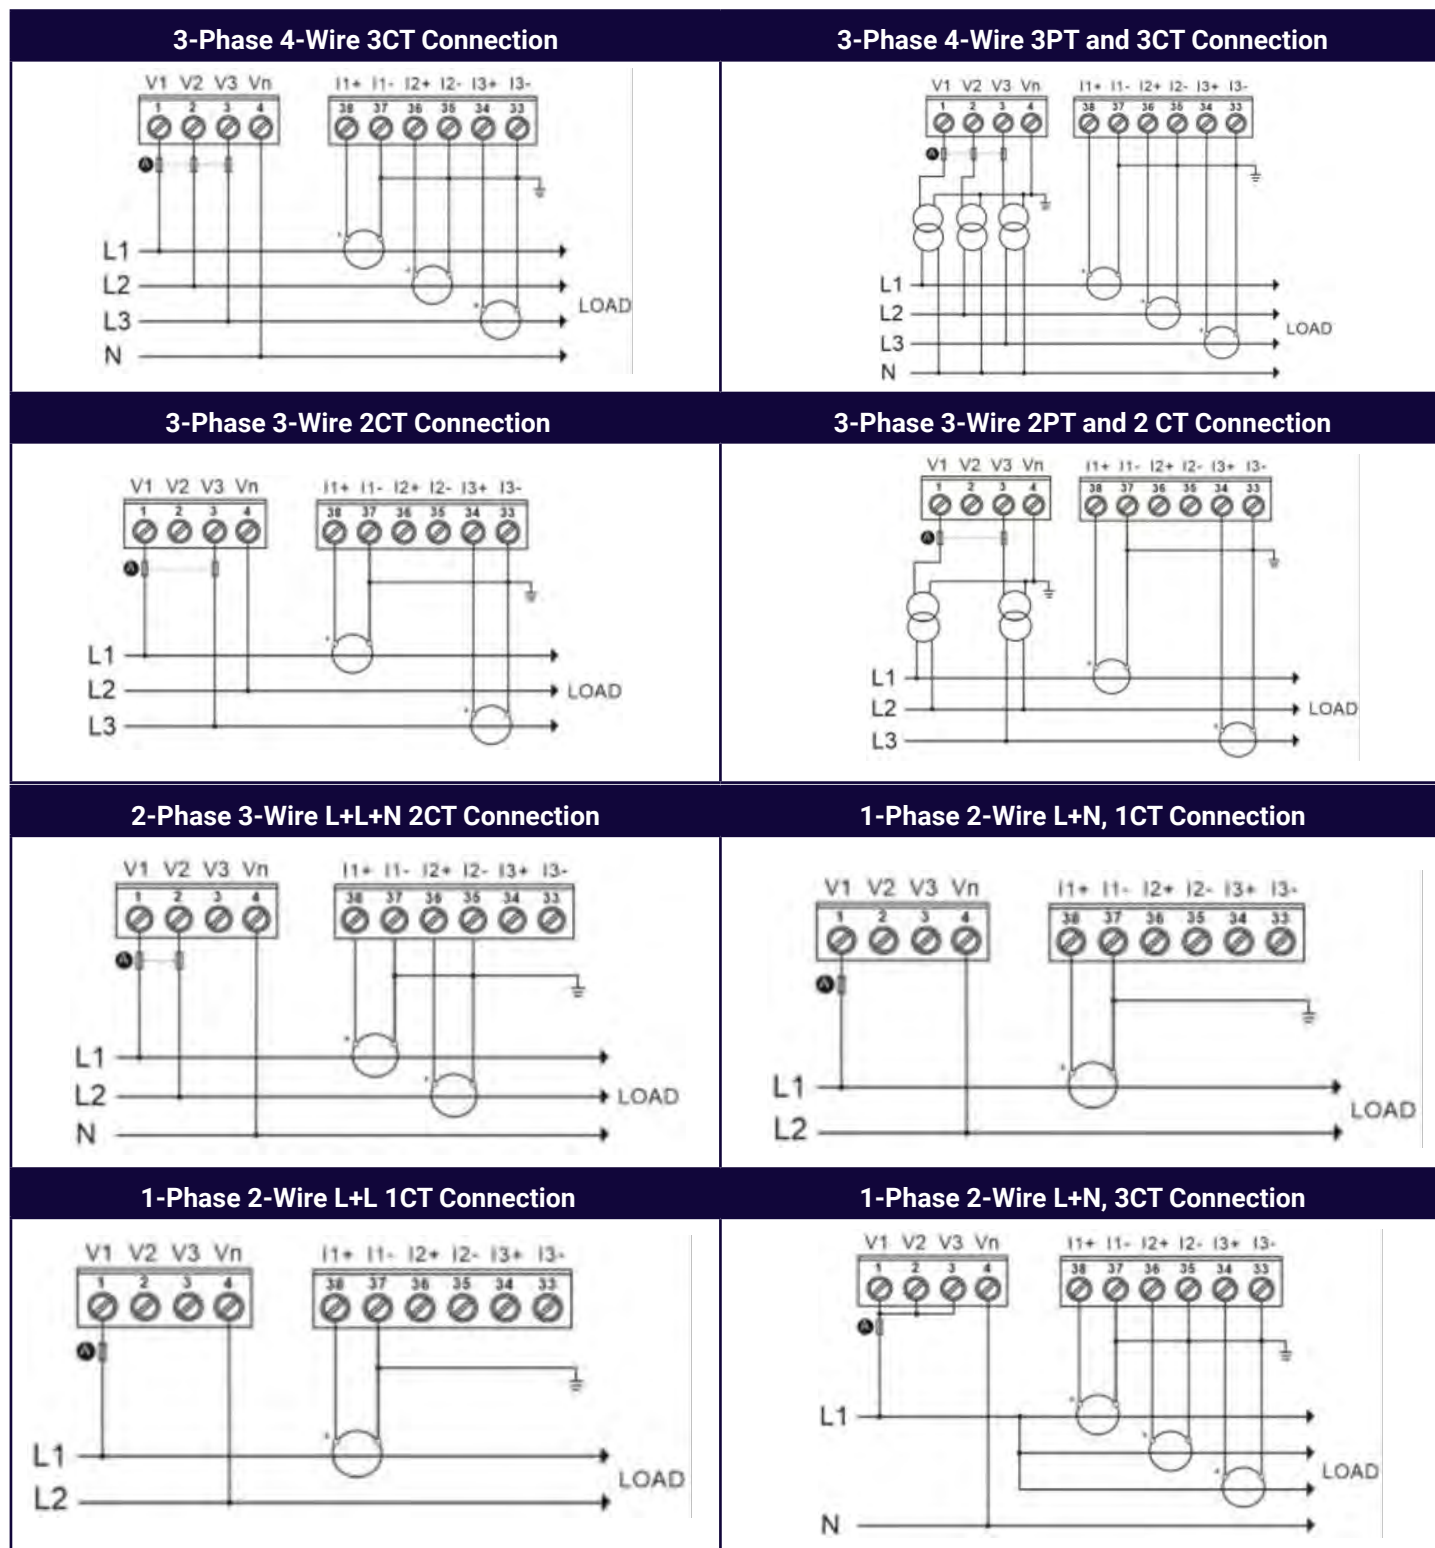 3-Phase 4-Wire 3CT Connection
V1 V2 V3 Vn I1+ I1- I2+ I2- I3+ I3-
1 2 3 4 38 37 36 35 34 33
A
L1
L2
LOAD
L3
N
3-Phase 4-Wire 3PT and 3CT Connection
V1 V2 V3 Vn I1+ I1- I2+ I2- I3+ I3-
1 2 3 4 38 37 36 35 34 33
A
L1
L2
LOAD
L3
N
3-Phase 3-Wire 2CT Connection
V1 V2 V3 Vn I1+ I1- I2+ I2- I3+ I3-
1 2 3 4 38 37 36 35 34 33
A
L1
L2 LOAD
L3
3-Phase 3-Wire 2PT and 2 CT Connection
V1 V2 V3 Vn I1+ I1- I2+ I2- I3+ I3-
1 2 3 4 38 37 36 35 34 33
A
L1
L2 LOAD
L3
2-Phase 3-Wire L+L+N 2CT Connection
V1 V2 V3 Vn I1+ I1- I2+ I2- I3+ I3-
1 2 3 4 38 37 36 35 34 33
A
L1
L2 LOAD
N
1-Phase 2-Wire L+N, 1CT Connection
V1 V2 V3 Vn I1+ I1- I2+ I2- I3+ I3-
1 2 3 4 38 37 36 35 34 33
A
L1
LOAD
L2
1-Phase 2-Wire L+L 1CT Connection
V1 V2 V3 Vn I1+ I1- I2+ I2- I3+ I3-
1 2 3 4 38 37 36 35 34 33
A
L1
LOAD
L2
1-Phase 2-Wire L+N, 3CT Connection
V1 V2 V3 Vn I1+ I1- I2+ I2- I3+ I3-
1 2 3 4 38 37 36 35 34 33
A
L1
LOAD
N